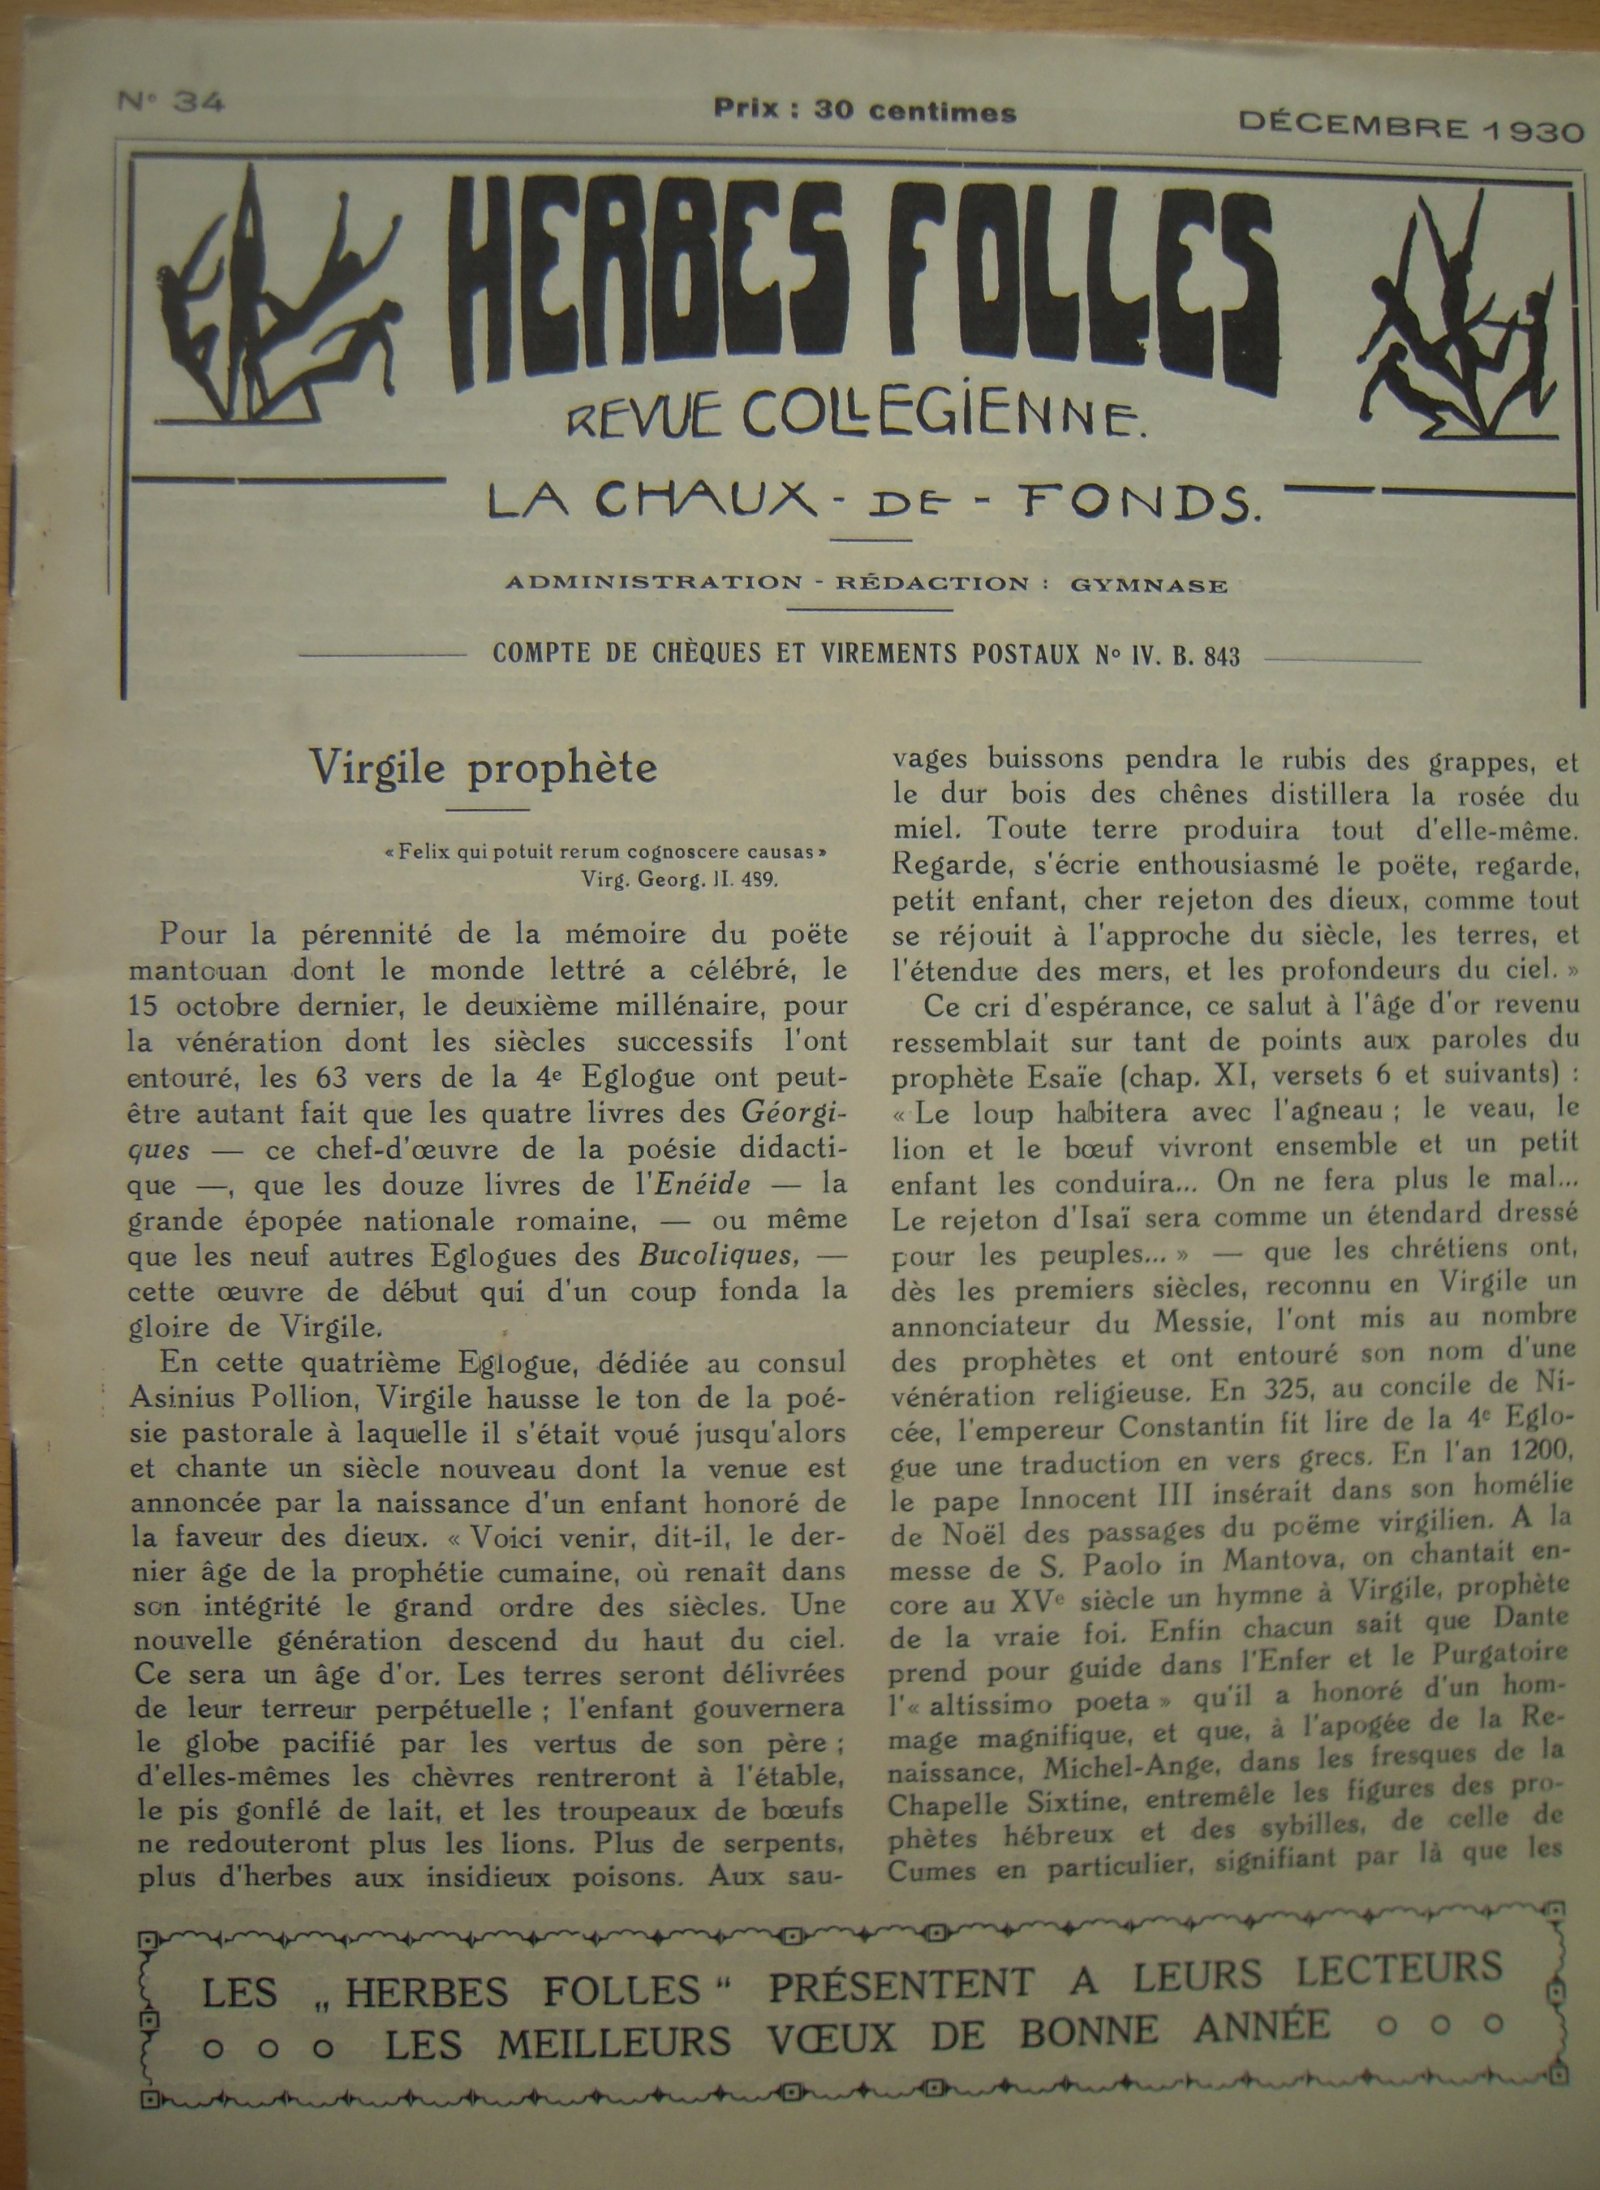 N° 34
Prix : 30 centimes
DÉCEMBRE 1930
HERBES FOLLES
REVUE COLLEGIENNE.
LA CHAUX - DE - FONDS.
ADMINISTRATION - RÉDACTION : GYMNASE
COMPTE DE CHÈQUES ET VIREMENTS POSTAUX N° IV. B. 843
Virgile prophète
« Felix qui potuit rerum cognoscere causas »
Virg. Georg. II. 489.
Pour la pérennité de la mémoire du poëte
mantouan dont le monde lettré a célébré, le
15 octobre dernier, le deuxième millénaire, pour
la vénération dont les siècles successifs l'ont
entouré, les 63 vers de la 4e Eglogue ont peut-
être autant fait que les quatre livres des Géorgi-
ques — ce chef-d'œuvre de la poésie didacti-
que —, que les douze livres de l'Enéide — la
grande épopée nationale romaine, — ou même
que les neuf autres Eglogues des Bucoliques, —
cette œuvre de début qui d'un coup fonda la
gloire de Virgile.
En cette quatrième Eglogue, dédiée au consul
Asinius Pollion, Virgile hausse le ton de la poé-
sie pastorale à laquelle il s'était voué jusqu'alors
et chante un siècle nouveau dont la venue est
annoncée par la naissance d'un enfant honoré de
la faveur des dieux. « Voici venir, dit-il, le der-
nier âge de la prophétie cumaine, où renaît dans
son intégrité le grand ordre des siècles. Une
nouvelle génération descend du haut du ciel.
Ce sera un âge d'or. Les terres seront délivrées
de leur terreur perpétuelle ; l'enfant gouvernera
le globe pacifié par les vertus de son père ;
d'elles-mêmes les chèvres rentreront à l'étable,
le pis gonflé de lait, et les troupeaux de bœufs
ne redouteront plus les lions. Plus de serpents,
plus d'herbes aux insidieux poisons. Aux sau-
vages buissons pendra le rubis des grappes, et
le dur bois des chênes distillera la rosée du
miel. Toute terre produira tout d'elle-même.
Regarde, s'écrie enthousiasmé le poëte, regarde,
petit enfant, cher rejeton des dieux, comme tout
se réjouit à l'approche du siècle, les terres, et
l'étendue des mers, et les profondeurs du ciel. »
Ce cri d'espérance, ce salut à l'âge d'or revenu
ressemblait sur tant de points aux paroles du
prophète Esaïe (chap. XI, versets 6 et suivants) :
« Le loup habitera avec l'agneau ; le veau, le
lion et le bœuf vivront ensemble et un petit
enfant les conduira... On ne fera plus le mal...
Le rejeton d'Isaï sera comme un étendard dressé
pour les peuples... » — que les chrétiens ont,
dès les premiers siècles, reconnu en Virgile un
annonciateur du Messie, l'ont mis au nombre
des prophètes et ont entouré son nom d'une
vénération religieuse. En 325, au concile de Ni-
cée, l'empereur Constantin fit lire de la 4e Eglo-
gue une traduction en vers grecs. En l'an 1200,
le pape Innocent III insérait dans son homélie
de Noël des passages du poëme virgilien. A la
messe de S. Paolo in Mantova, on chantait en-
core au XVe siècle un hymne à Virgile, prophète
de la vraie foi. Enfin chacun sait que Dante
prend pour guide dans l'Enfer et le Purgatoire
l'« altissimo poeta » qu'il a honoré d'un hom-
mage magnifique, et que, à l'apogée de la Re-
naissance, Michel-Ange, dans les fresques de la
Chapelle Sixtine, entremêle les figures des pro-
phètes hébreux et des sybilles, de celle de
Cumes en particulier, signifiant par là que les
LES „ HERBES FOLLES “ PRÉSENTENT A LEURS LECTEURS
LES MEILLEURS VŒUX DE BONNE ANNÉE